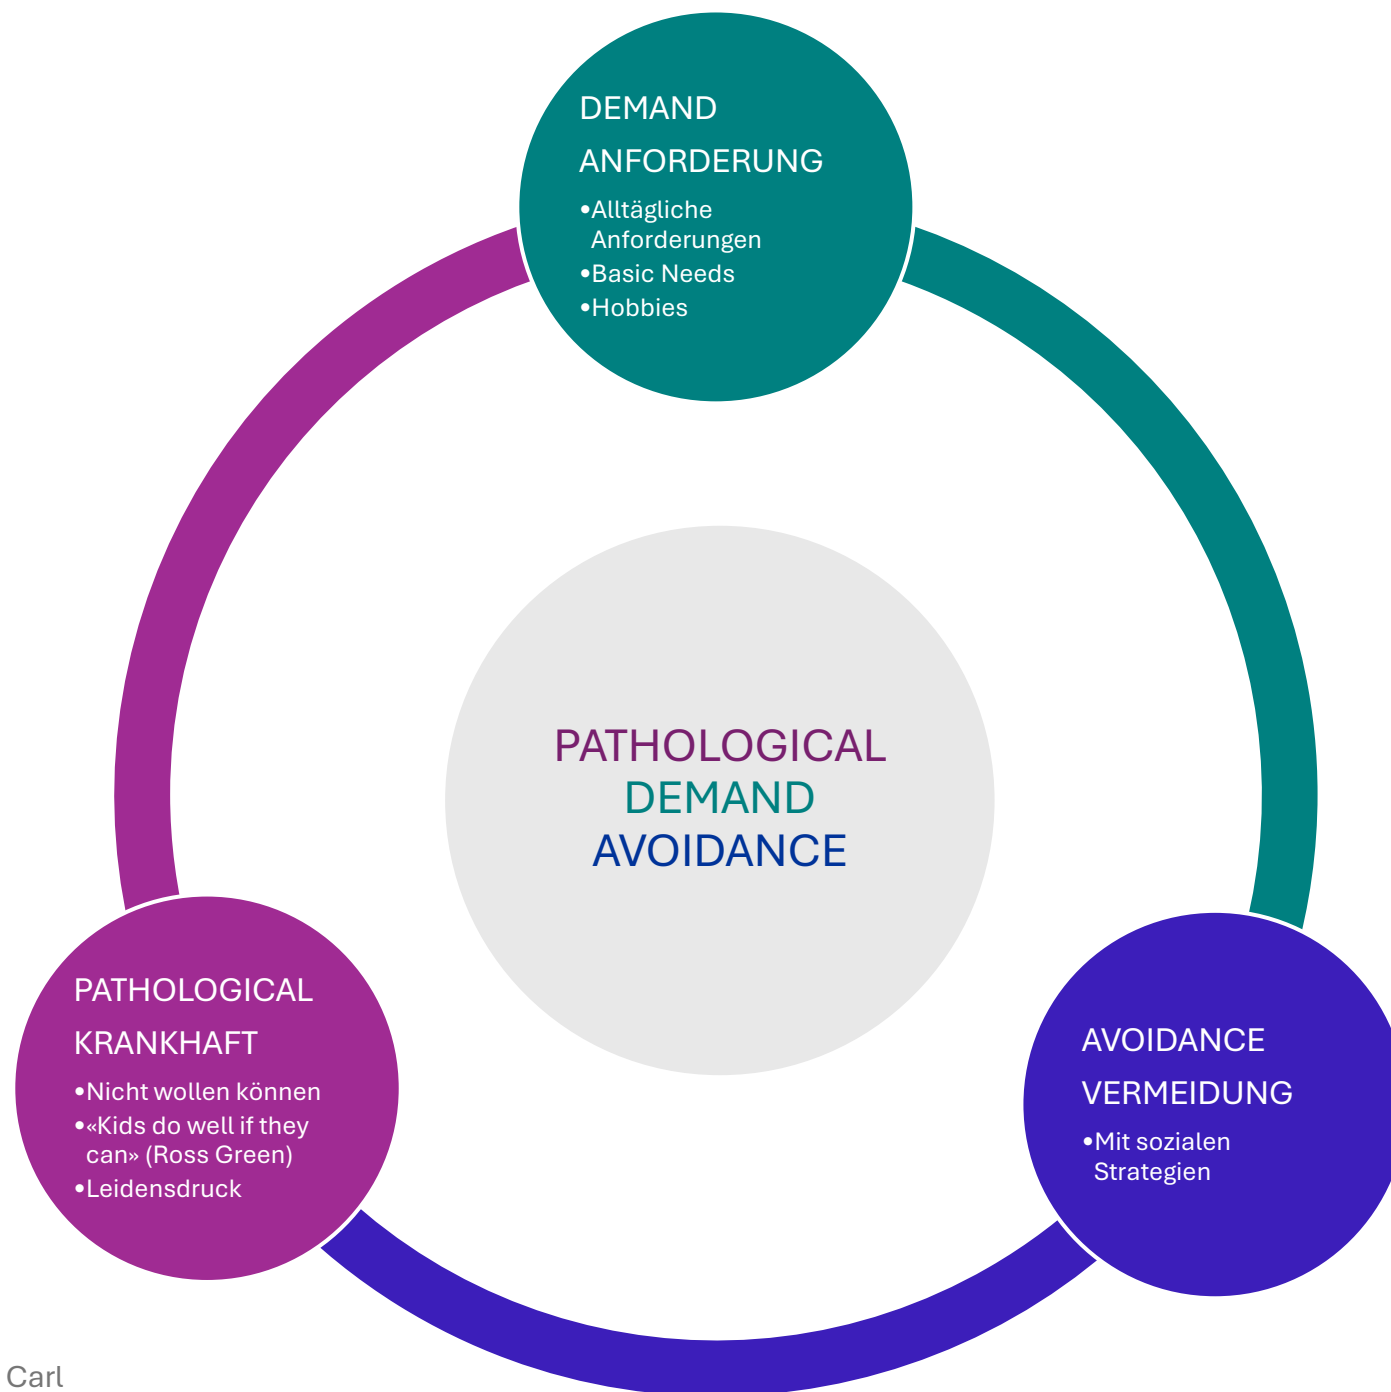 DEMAND
ANFORDERUNG
•Alltägliche
Anforderungen
•Basic Needs
•Hobbies
PATHOLOGICAL
DEMAND
AVOIDANCE
PATHOLOGICAL
KRANKHAFT
•Nicht wollen können
•«Kids do well if they
can» (Ross Green)
•Leidensdruck
AVOIDANCE
VERMEIDUNG
•Mit sozialen
Strategien
Carl